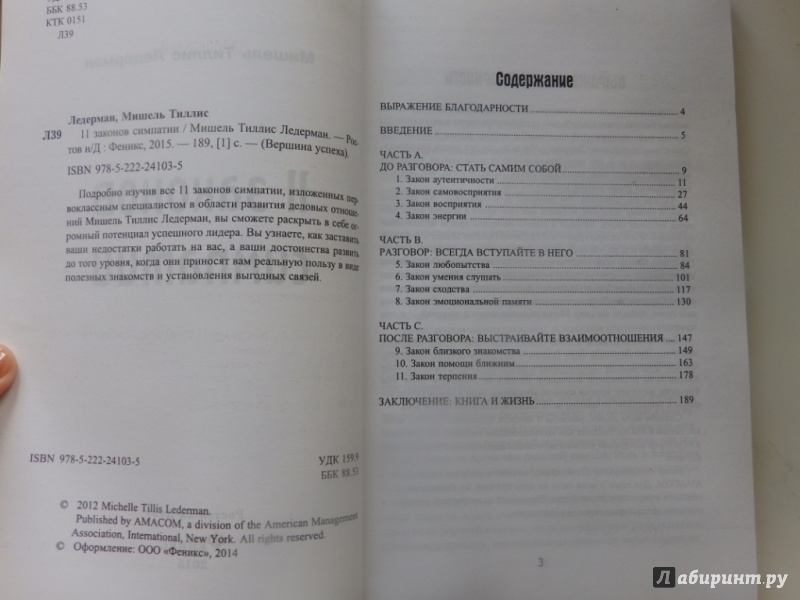 УДК
ББК 88.53
КТК 0151
Л39
Ледерман, Мишель Тиллис
Л39 11 законов симпатии / Мишель Тиллис Ледерман. — Рос-
тов н/Д : Феникс, 2015. — 189, [1] с. — (Вершина успеха).
ISBN 978-5-222-24103-5
Подробно изучив все 11 законов симпатии, изложенных пер-
воклассным специалистом в области развития деловых отноше-
ний Мишель Тиллис Ледерман, вы сможете раскрыть в себе ог-
ромный потенциал успешного лидера. Вы узнаете, как заставить
ваши недостатки работать на вас, а ваши достоинства развить
до того уровня, когда они приносят вам реальную пользу в виде
полезных знакомств и установления выгодных связей.
ISBN 978-5-222-24103-5
УДК 159.9
ББК 88.53
© 2012 Michelle Tillis Lederman.
Published by AMACOM, a division of the American Management
Association, International, New York. All rights reserved.
© Оформление: ООО «Феникс», 2014
Содержание
ВЫРАЖЕНИЕ БЛАГОДАРНОСТИ 4
ВВЕДЕНИЕ 5
ЧАСТЬ А.
ДО РАЗГОВОРА: СТАТЬ САМИМ СОБОЙ 9
1. Закон аутентичности 11
2. Закон самовосприятия 27
3. Закон восприятия 44
4. Закон энергии 64
ЧАСТЬ В.
РАЗГОВОР: ВСЕГДА ВСТУПАЙТЕ В НЕГО 81
5. Закон любопытства 84
6. Закон умения слушать 101
7. Закон сходства 117
8. Закон эмоциональной памяти 130
ЧАСТЬ С.
ПОСЛЕ РАЗГОВОРА: ВЫСТРАИВАЙТЕ ВЗАИМООТНОШЕНИЯ 147
9. Закон близкого знакомства 149
10. Закон помощи ближним 163
11. Закон терпения 178
ЗАКЛЮЧЕНИЕ: КНИГА И ЖИЗНЬ 189
3
Лабиринт.ру